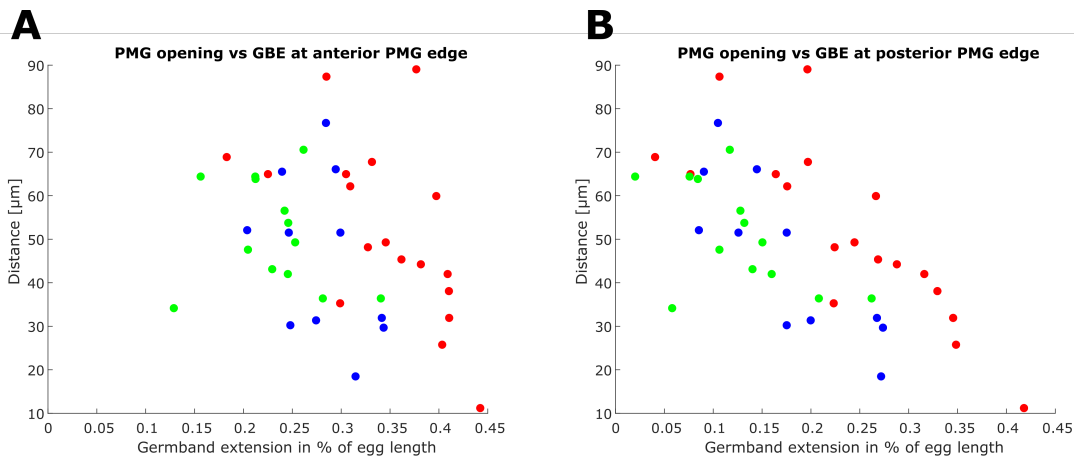 A
PMG opening vs GBE at anterior PMG edge
Distance [µm]
90
80
70
60
50
40
30
20
10
0 0.05 0.1 0.15 0.2 0.25 0.3 0.35 0.4 0.45
Germband extension in % of egg length
B
PMG opening vs GBE at posterior PMG edge
Distance [µm]
90
80
70
60
50
40
30
20
10
0 0.05 0.1 0.15 0.2 0.25 0.3 0.35 0.4 0.45
Germband extension in % of egg length